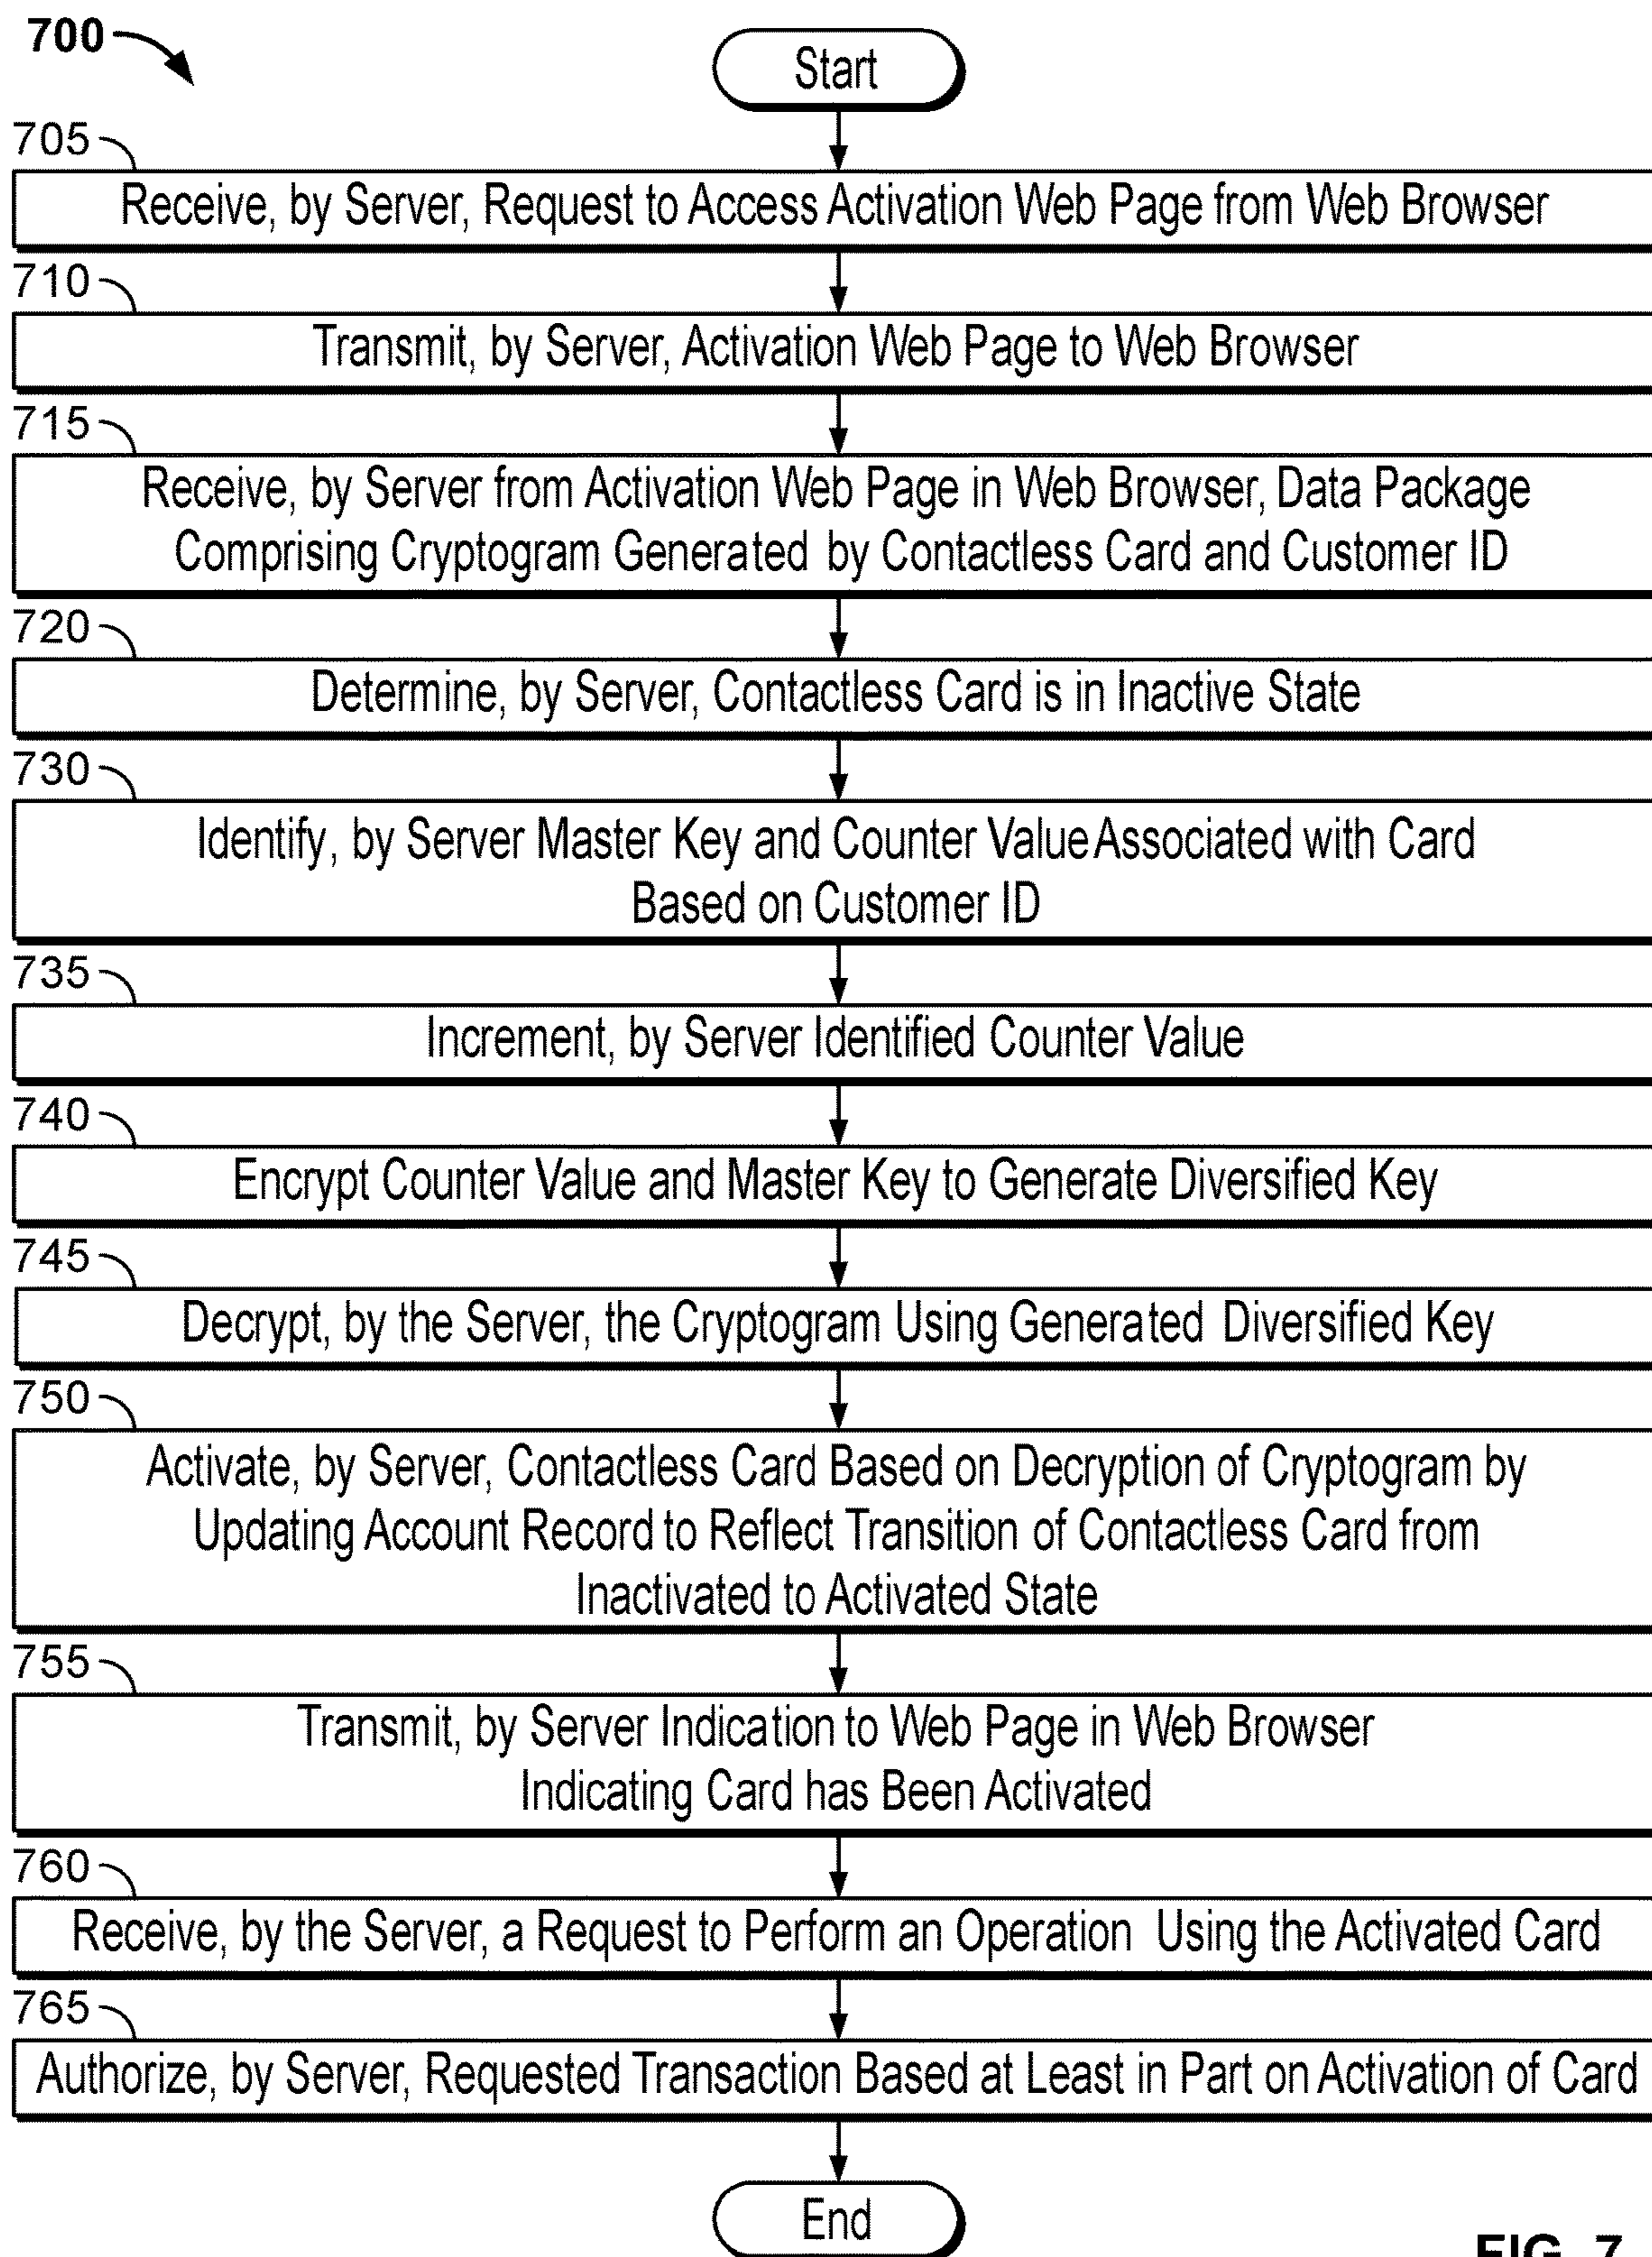 700
Start
705
Receive, by Server, Request to Access Activation Web Page from Web Browser
710
Transmit, by Server, Activation Web Page to Web Browser
715
Receive, by Server from Activation Web Page in Web Browser, Data Package
Comprising Cryptogram Generated by Contactless Card and Customer ID
720
Determine, by Server, Contactless Card is in Inactive State
730
Identify, by Server Master Key and Counter Value Associated with Card
Based on Customer ID
735
Increment, by Server Identified Counter Value
740
Encrypt Counter Value and Master Key to Generate Diversified Key
745
Decrypt, by the Server, the Cryptogram Using Generated Diversified Key
750
Activate, by Server, Contactless Card Based on Decryption of Cryptogram by
Updating Account Record to Reflect Transition of Contactless Card from
Inactivated to Activated State
755
Transmit, by Server Indication to Web Page in Web Browser
Indicating Card has Been Activated
760
Receive, by the Server, a Request to Perform an Operation Using the Activated Card
765
Authorize, by Server, Requested Transaction Based at Least in Part on Activation of Card
End
FIG. 7